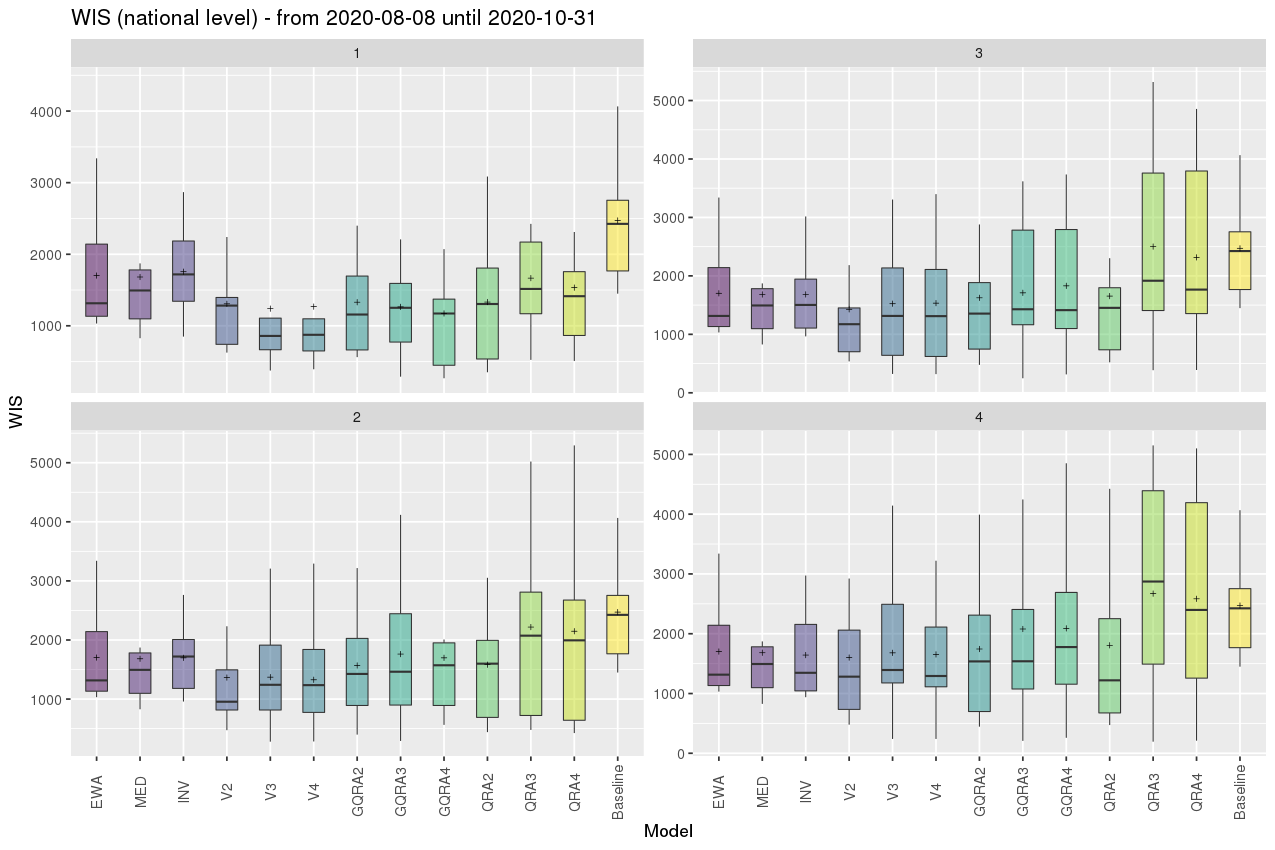 WIS (national level) - from 2020-08-08 until 2020-10-31
1
3
4000
3000
2000
1000
5000
4000
3000
2000
1000
0
WIS
2
4
5000
4000
3000
2000
1000
5000
4000
3000
2000
1000
0
EWA
MED
INV
V2
V3
V4
GQRA2
GQRA3
GQRA4
QRA2
QRA3
QRA4
Baseline
EWA
MED
INV
V2
V3
V4
GQRA2
GQRA3
GQRA4
QRA2
QRA3
QRA4
Baseline
Model